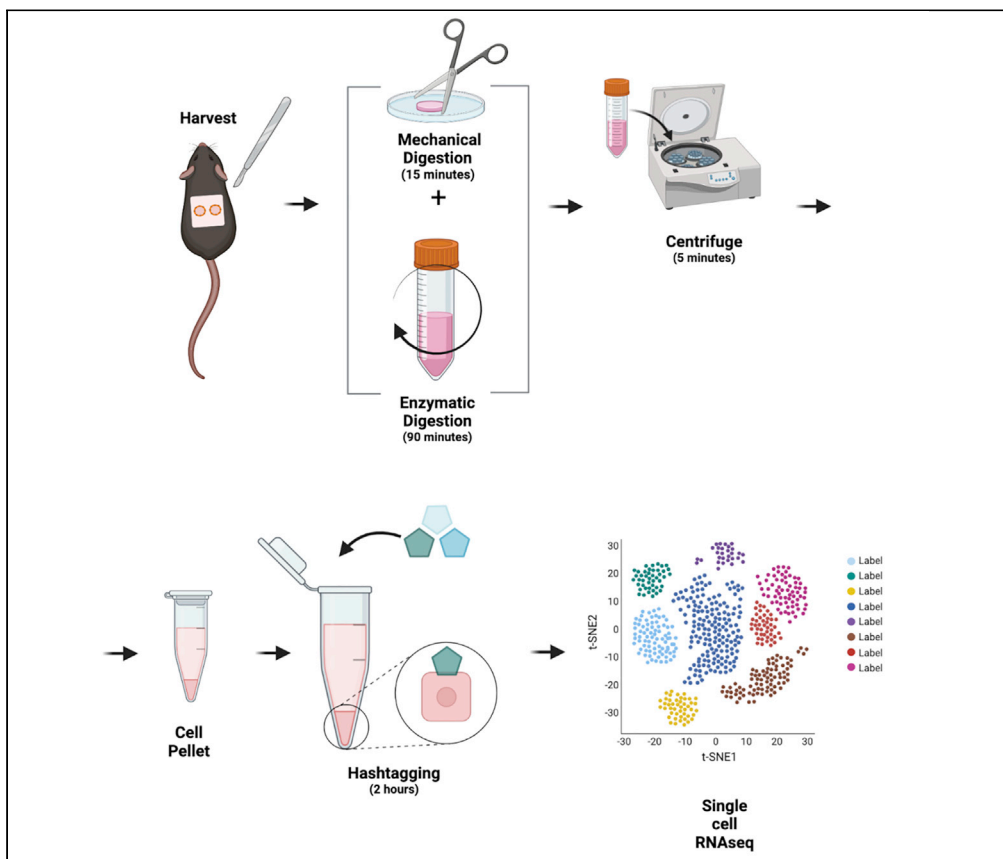 Harvest
Mechanical
Digestion
(15 minutes)
+
Enzymatic
Digestion
(90 minutes)
Centrifuge
(5 minutes)
Cell
Pellet
Hashtagging
(2 hours)
t-SNE2
30
20
10
0
-10
-20
-30
-30 -20 -10 0 10 20 30
t-SNE1
Label
Label
Label
Label
Label
Label
Label
Label
Single
cell
RNAseq